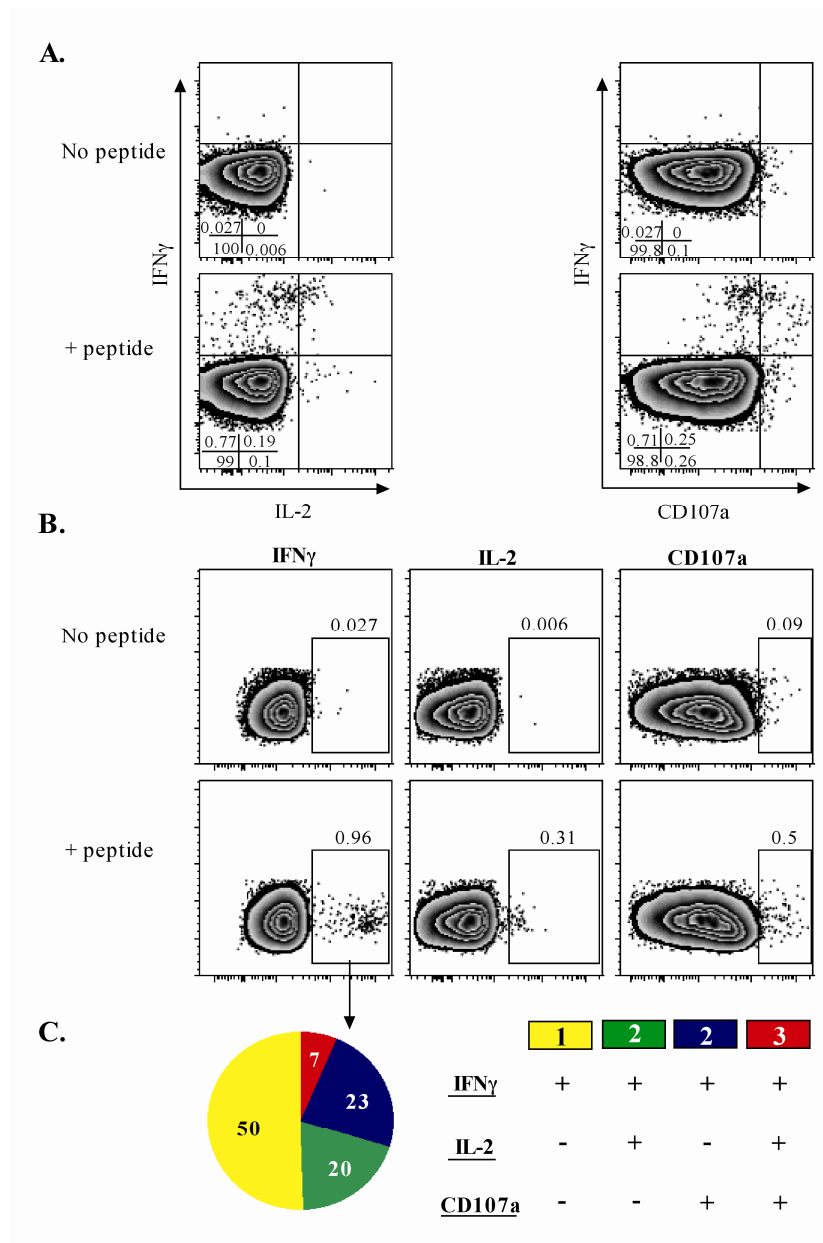 A.
No peptide
IFNγ
0.027 0
100 0.006
IFNγ
0.027 0
99.8 0.1
+ peptide
0.77 0.19
99 0.1
0.71 0.25
98.8 0.26
IL-2
CD107a
B.
IFNγ IL-2 CD107a
No peptide
0.027 0.006 0.09
+ peptide
0.96 0.31 0.5
C.
7
23
50
20
1 2 2 3
IFNγ + + + +
IL-2 - + - +
CD107a - - + +